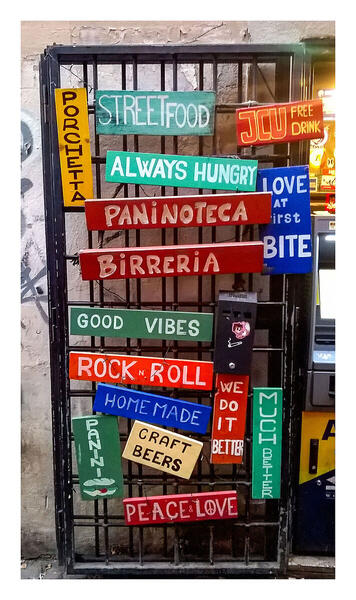 PORCHETTA
STREETFOOD
JCU FREE
DRINK
ALWAYS HUNGRY
LOVE
AT
first
BITE
PANINOTECA
BIRRERIA
GOOD VIBES
ROCK N. ROLL
WE
DO
IT
BETTER
HOME MADE
MUCH BETTER
PANINI
CRAFT
BEERS
PEACE & LOVE